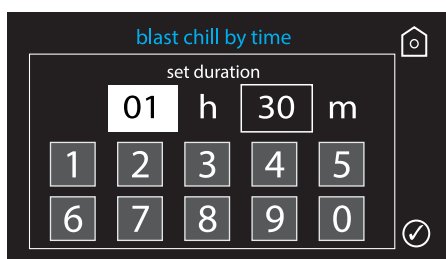 blast chill by time
set duration
01 h 30 m
1 2 3 4 5
6 7 8 9 0